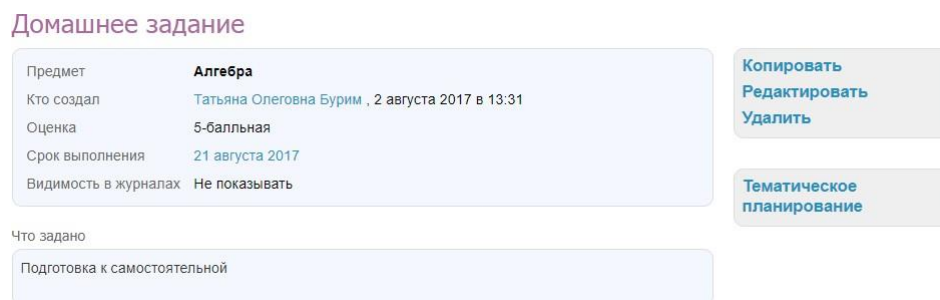 Домашнее задание
Предмет Алгебра
Кто создал Татьяна Олеговна Бурим , 2 августа 2017 в 13:31
Оценка 5-балльная
Срок выполнения 21 августа 2017
Видимость в журналах Не показывать
Копировать
Редактировать
Удалить
Тематическое
планирование
Что задано
Подготовка к самостоятельной